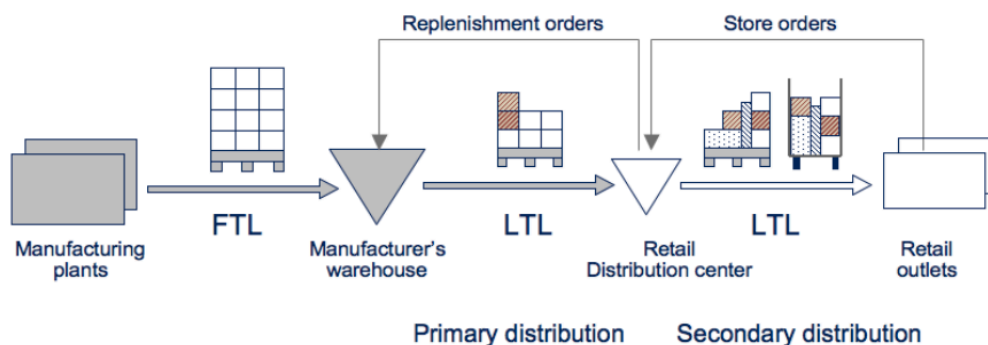 Replenishment orders
Store orders
FTL
LTL
LTL
Manufacturing
plants
Manufacturer's
warehouse
Retail
Distribution center
Retail
outlets
Primary distribution
Secondary distribution